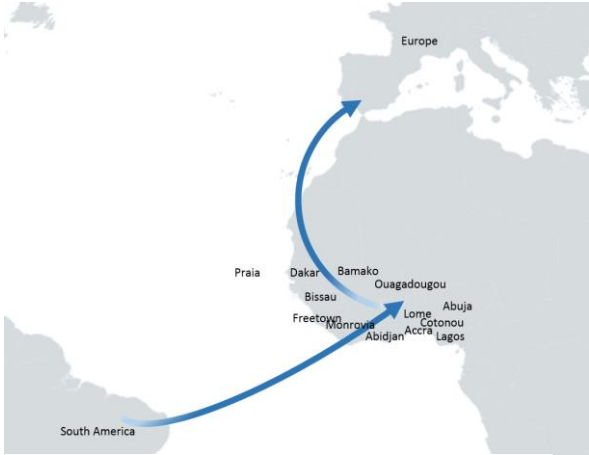 Europe
Praia
Dakar
Bamako
Ouagadougou
Bissau
Abuja
Freetown
Monrovia
Lome
Cotonou
Accra
Abidjan
Lagos
South America